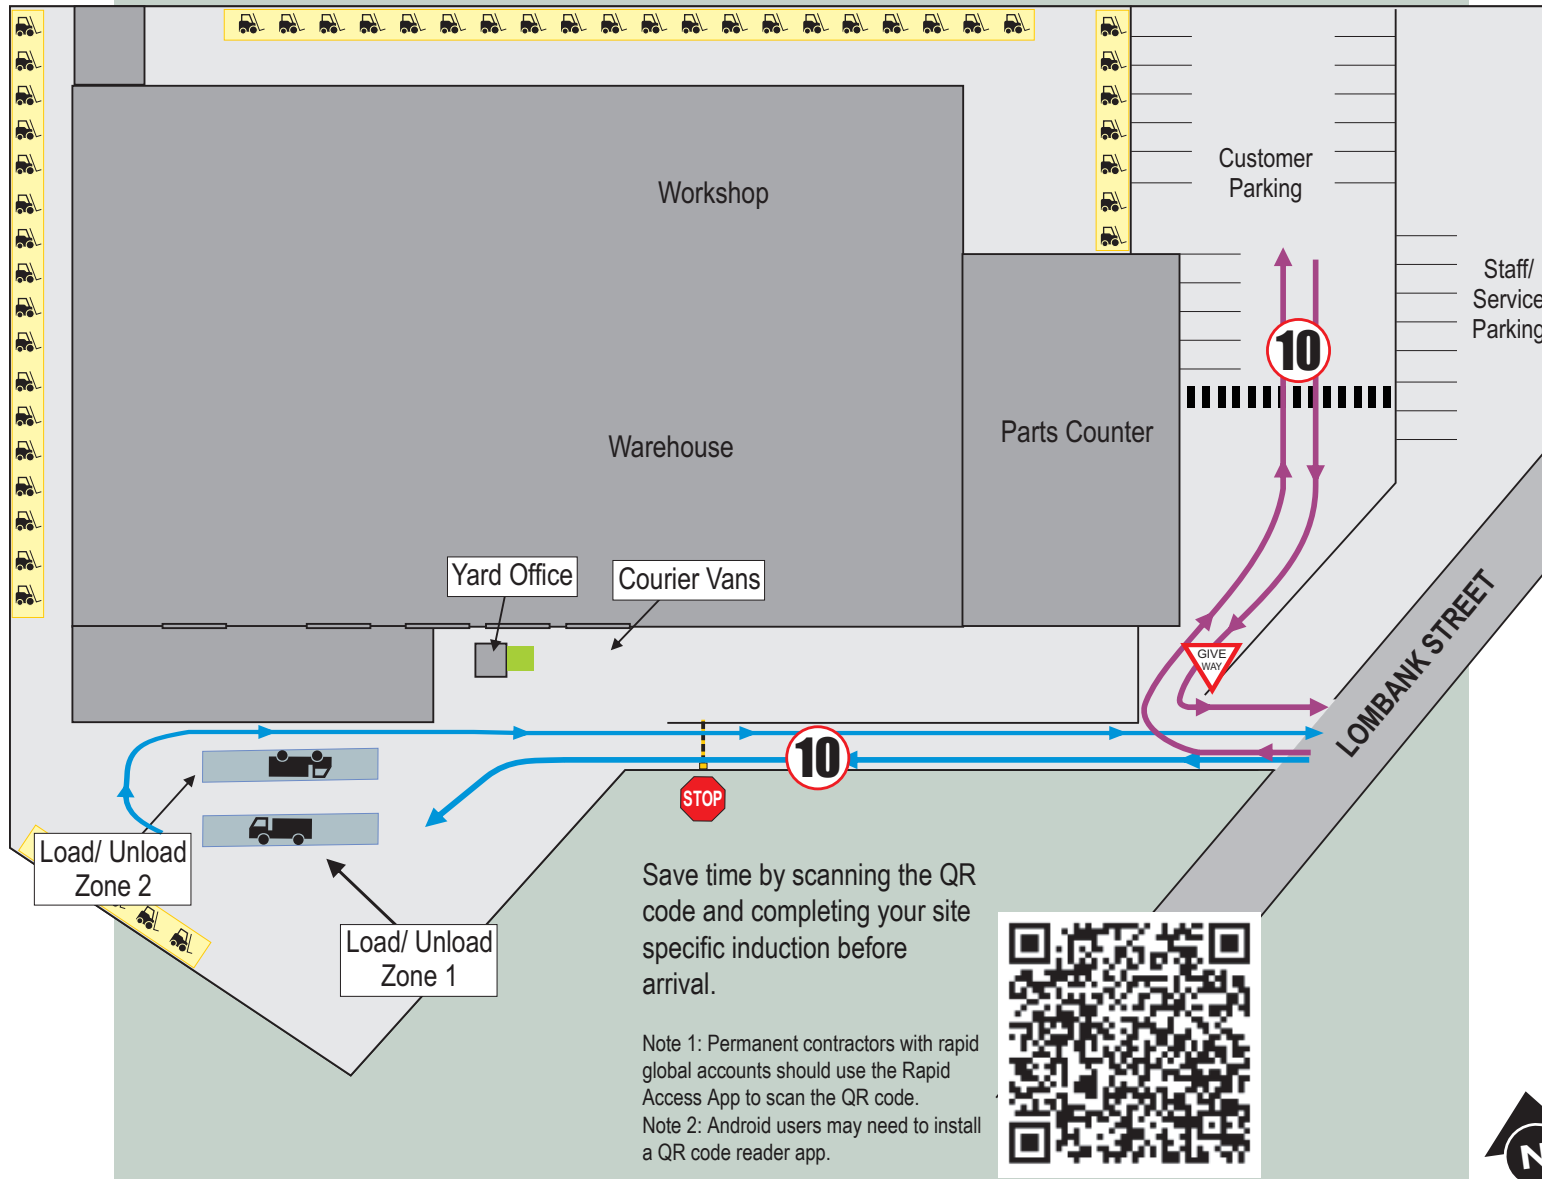 Workshop
Customer
Parking
Staff/
Service
Parking
10
Parts Counter
Warehouse
Yard Office
Courier Vans
GIVE
WAY
LOMBANK STREET
10
STOP
Load/ Unload
Zone 2
Load/ Unload
Zone 1
Save time by scanning the QR
code and completing your site
specific induction before
arrival.
Note 1: Permanent contractors with rapid
global accounts should use the Rapid
Access App to scan the QR code.
Note 2: Android users may need to install
a QR code reader app.
N